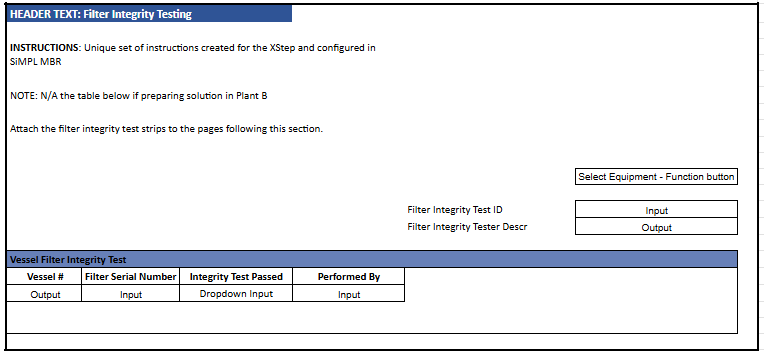 HEADER TEXT: Filter Integrity Testing
INSTRUCTIONS: Unique set of instructions created for the XStep and configured in
SiMPL MBR
NOTE: N/A the table below if preparing solution in Plant B
Attach the filter integrity test strips to the pages following this section.
Select Equipment - Function button
Filter Integrity Test ID Input
Filter Integrity Tester Descr Output
Vessel Filter Integrity Test
Vessel # Filter Serial Number Integrity Test Passed Performed By
Output Input Dropdown Input Input